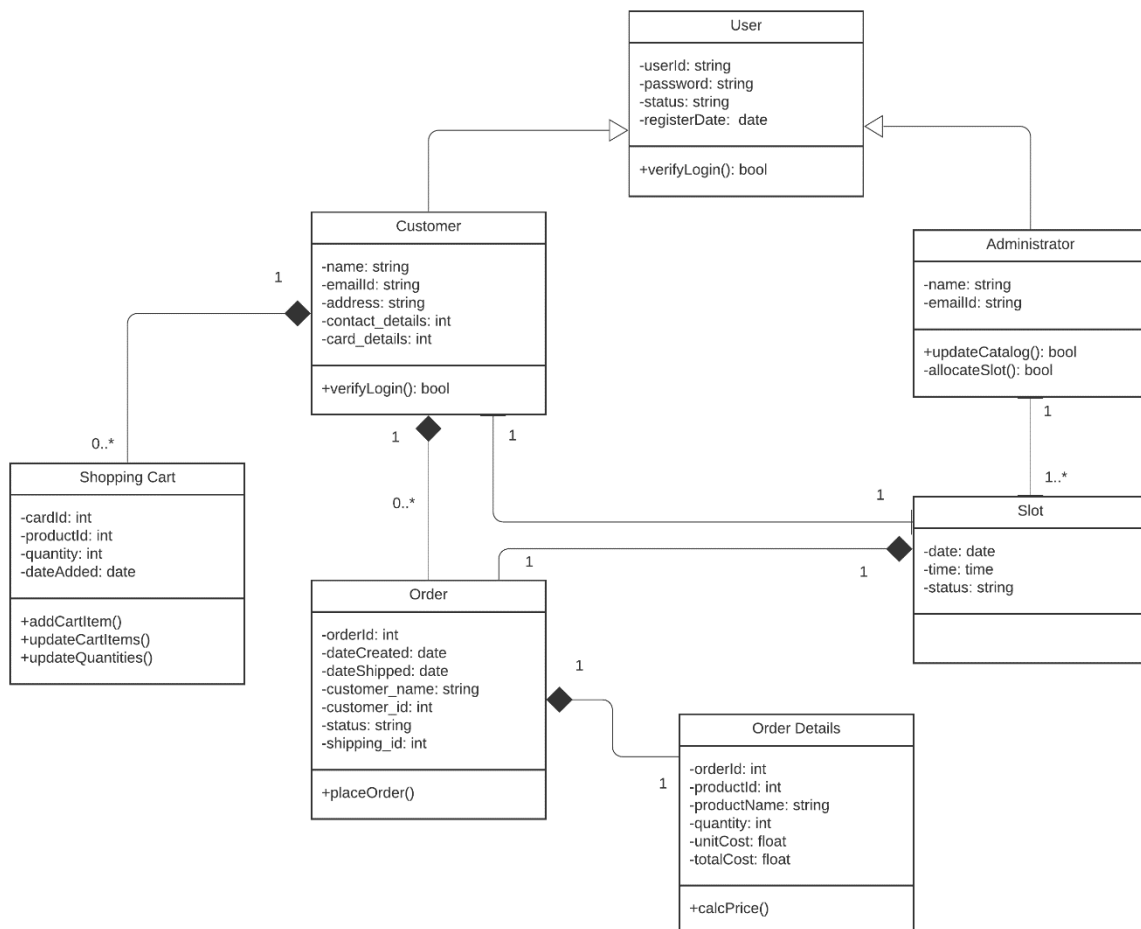 User
-userId: string
-password: string
-status: string
-registerDate:  date
+verifyLogin(): bool
Customer
-name: string
-emailId: string
-address: string
-contact_details: int
-card_details: int
+verifyLogin(): bool
Administrator
-name: string
-emailId: string
+updateCatalog(): bool
-allocateSlot(): bool
1
0..*
1
0..*
1
1
1
1..*
1
1
Shopping Cart
-cardId: int
-productId: int
-quantity: int
-dateAdded: date
+addCartItem()
+updateCartItems()
+updateQuantities()
Slot
-date: date
-time: time
-status: string
Order
-orderId: int
-dateCreated: date
-dateShipped: date
-customer_name: string
-customer_id: int
-status: string
-shipping_id: int
+placeOrder()
1
1
Order Details
-orderId: int
-productId: int
-productName: string
-quantity: int
-unitCost: float
-totalCost: float
+calcPrice()